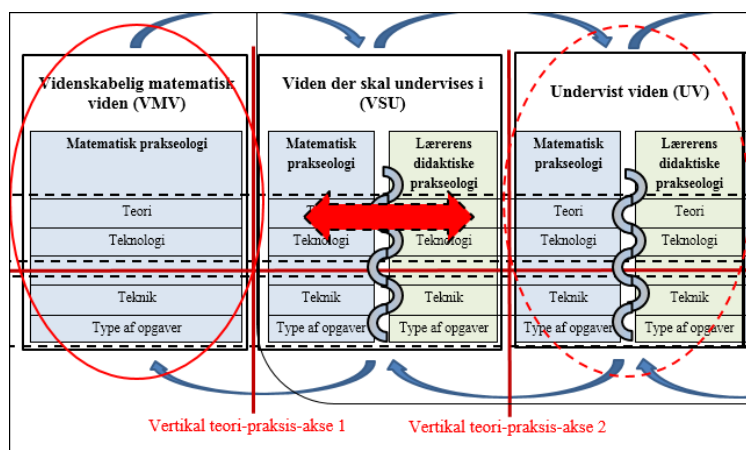 Videnskabelig matematisk
viden (VMV)
Matematisk prakseologi
Teori
Teknologi
Teknik
Type af opgaver
Viden der skal undervises i
(VSU)
Matematisk
prakseologi
Teknologi
Teknik
Type af opgaver
Lærerens
didaktiske
prakseologi
Teknologi
Teknik
Type af opgaver
Undervist viden (UV)
Matematisk
prakseologi
Teori
Teknologi
Teknik
Type af opgaver
Lærerens
didaktiske
prakseologi
Teori
Teknologi
Teknik
Type af opgaver
Vertikal teori-praksis-akse 1
Vertikal teori-praksis-akse 2